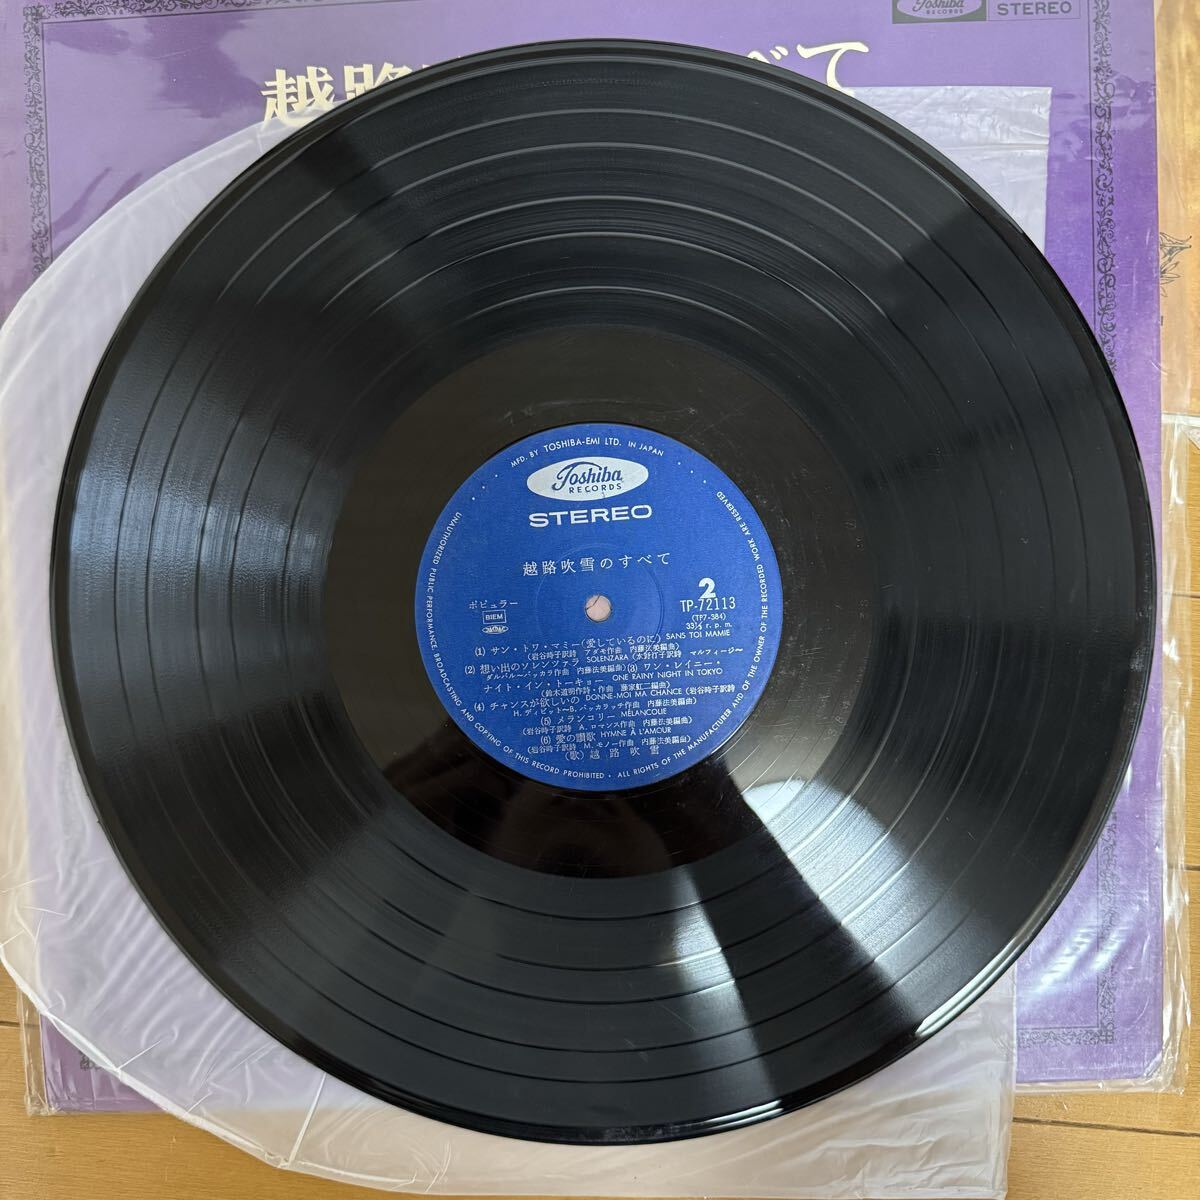 Toshiba
RECORDS
STEREO
越路
べて
MFD. BY TOSHIBA-EMI LTD. IN JAPAN
Toshiba
RECORDS
STEREO
越路吹雪のすべて
2
ポピュラー
TP-72113
BIEM
(TP7-384)
33⅓ r. p. m.
(1) サン・トワ・マミー(愛しているのに) SANS TOI MAMIE
(岩谷時子訳詩 アダモ作曲 内藤法美編曲)
(2) 想い出のソレンツァラ SOLENZARA (水野汀子訳詩 マルフィージ〜
ダルバル〜バッカラ作曲 内藤法美編曲) (3) ワン・レイニー・
ナイト・イン・トーキョー ONE RAINY NIGHT IN TOKYO
(鈴木道明作詩・作曲 藤家虹二編曲)
(4) チャンスが欲しいの DONNE-MOI MA CHANCE (岩谷時子訳詩
H. デイビット〜B. バッカラッチ作曲 内藤法美編曲)
(5) メランコリー MÉLANCOLIE
(岩谷時子訳詩 A. ロマンス作曲 内藤法美編曲)
(6) 愛の讃歌 HYMNE À L'AMOUR
(岩谷時子訳詩 M. モノー作曲 内藤法美編曲)
(歌) 越路吹雪
UNAUTHORIZED PUBLIC PERFORMANCE, BROADCASTING AND COPYING OF THIS RECORD PROHIBITED • ALL RIGHTS OF THE MANUFACTURER AND OF THE OWNER OF THE RECORDED WORK ARE RESERVED